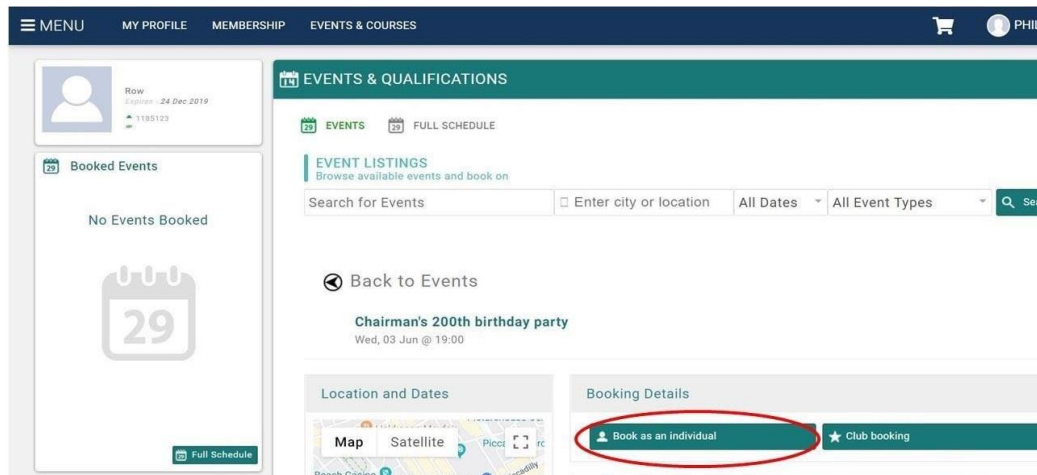 MENU MY PROFILE MEMBERSHIP EVENTS & COURSES
Row
Expires : 24 Dec 2019
1185123
Booked Events
No Events Booked
29
Full Schedule
14 EVENTS & QUALIFICATIONS
29 EVENTS 29 FULL SCHEDULE
EVENT LISTINGS
Browse available events and book on
Search for Events Enter city or location All Dates All Event Types
Back to Events
Chairman's 200th birthday party
Wed, 03 Jun @ 19:00
Location and Dates
Map Satellite
Booking Details
Book as an individual Club booking